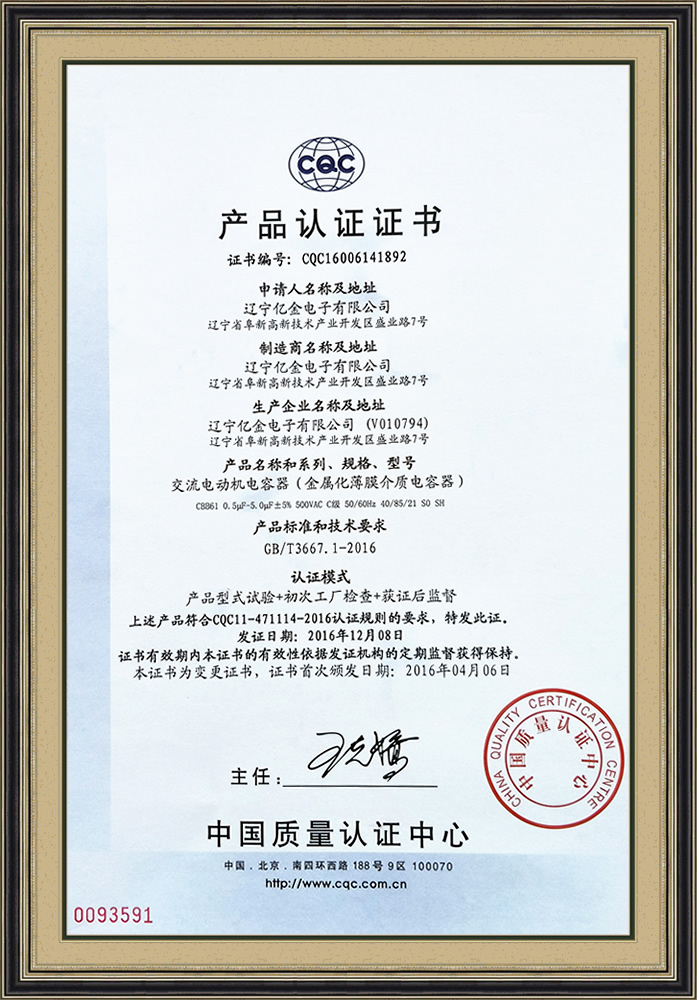 CQC
产品认证证书
证书编号：CQC16006141892
申请人名称及地址
辽宁亿金电子有限公司
辽宁省阜新高新技术产业开发区盛业路7号
制造商名称及地址
辽宁亿金电子有限公司
辽宁省阜新高新技术产业开发区盛业路7号
生产企业名称及地址
辽宁亿金电子有限公司 (V010794)
辽宁省阜新高新技术产业开发区盛业路7号
产品名称和系列、规格、型号
交流电动机电容器（金属化薄膜介质电容器）
CBB61 0.5μF-5.0μF±5% 500VAC C级 50/60Hz 40/85/21 S0 SH
产品标准和技术要求
GB/T3667.1-2016
认证模式
产品型式试验+初次工厂检查+获证后监督
上述产品符合CQC11-471114-2016认证规则的要求，特发此证。
发证日期：2016年12月08日
证书有效期内本证书的有效性依据发证机构的定期监督获得保持。
本证书为变更证书，证书首次颁发日期：2016年04月06日
CHINA QUALITY CERTIFICATION CENTRE
中国质量认证中心
主任：
中国质量认证中心
中国．北京．南四环西路 188 号 9 区 100070
http://www.cqc.com.cn
0093591